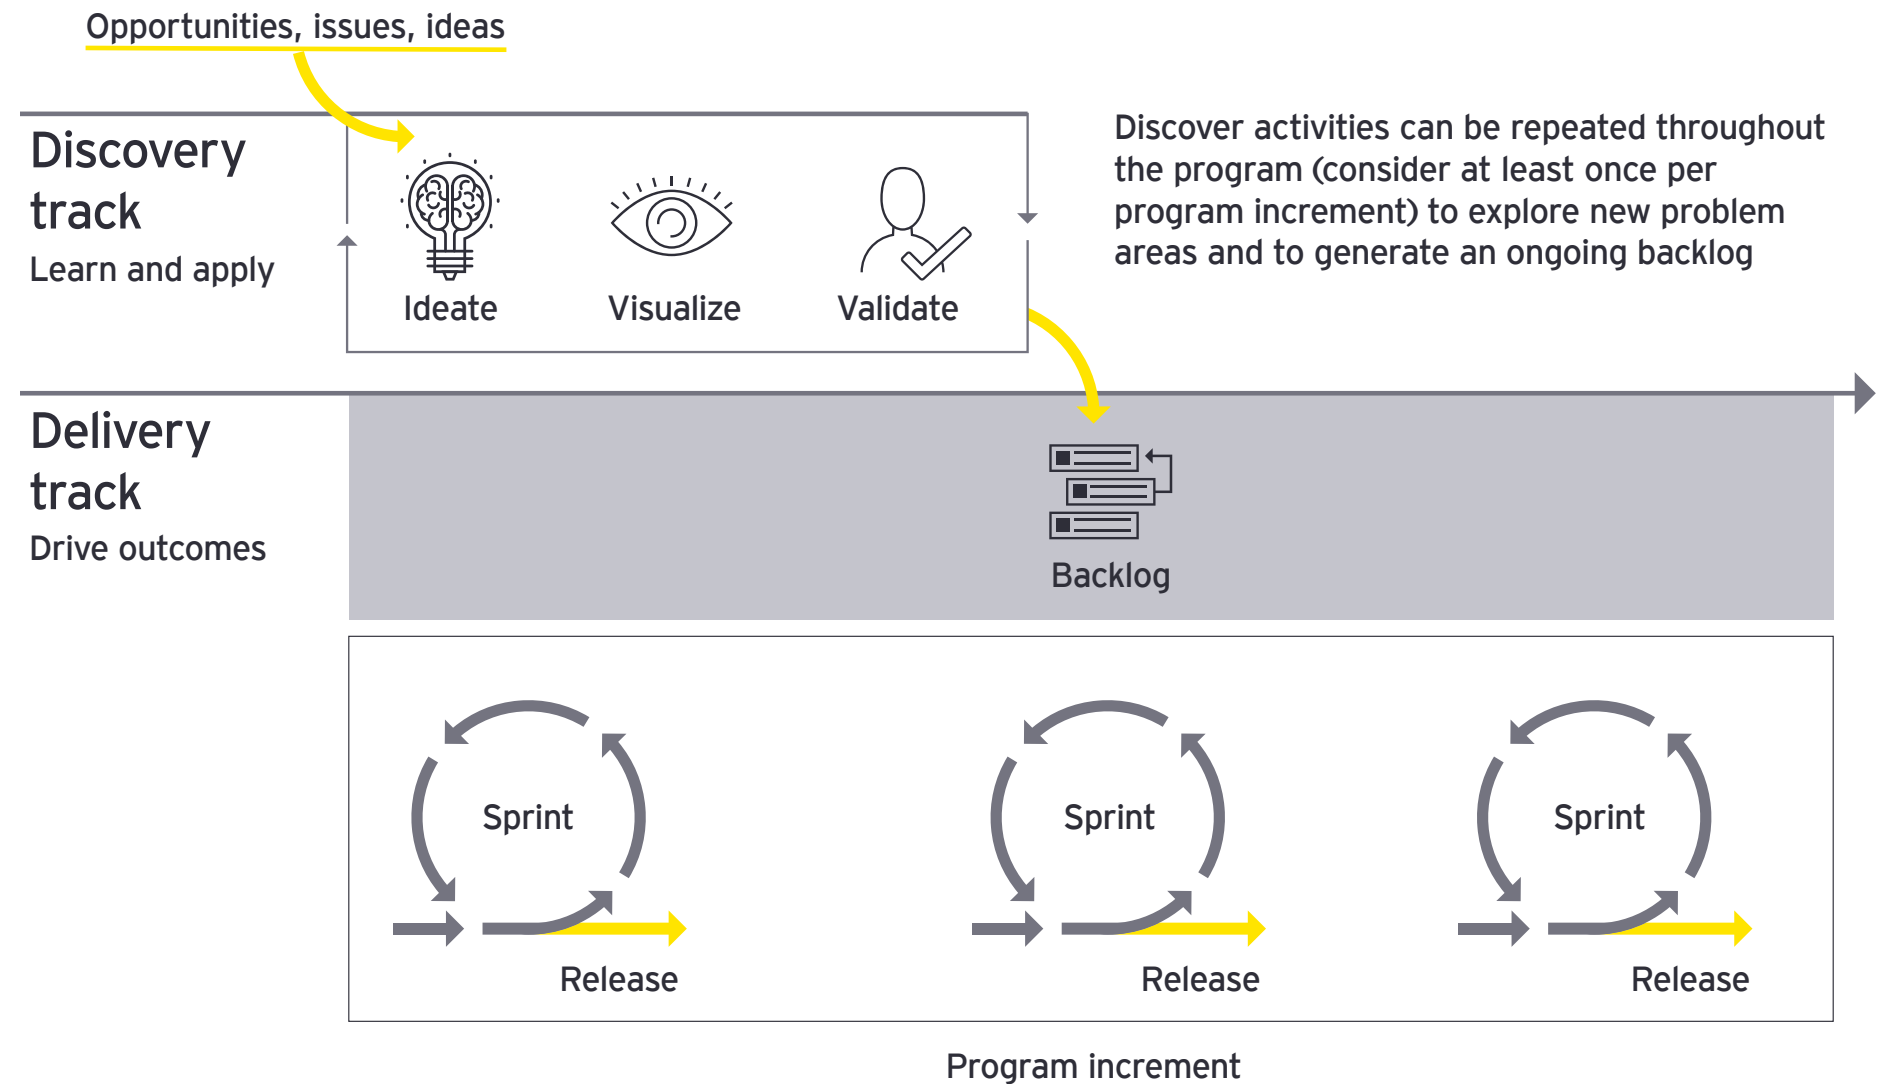 Opportunities, issues, ideas
Discovery
track
Learn and apply
Ideate
Visualize
Validate
Discover activities can be repeated throughout
the program (consider at least once per
program increment) to explore new problem
areas and to generate an ongoing backlog
Delivery
track
Drive outcomes
Backlog
Sprint
Release
Sprint
Release
Sprint
Release
Program increment